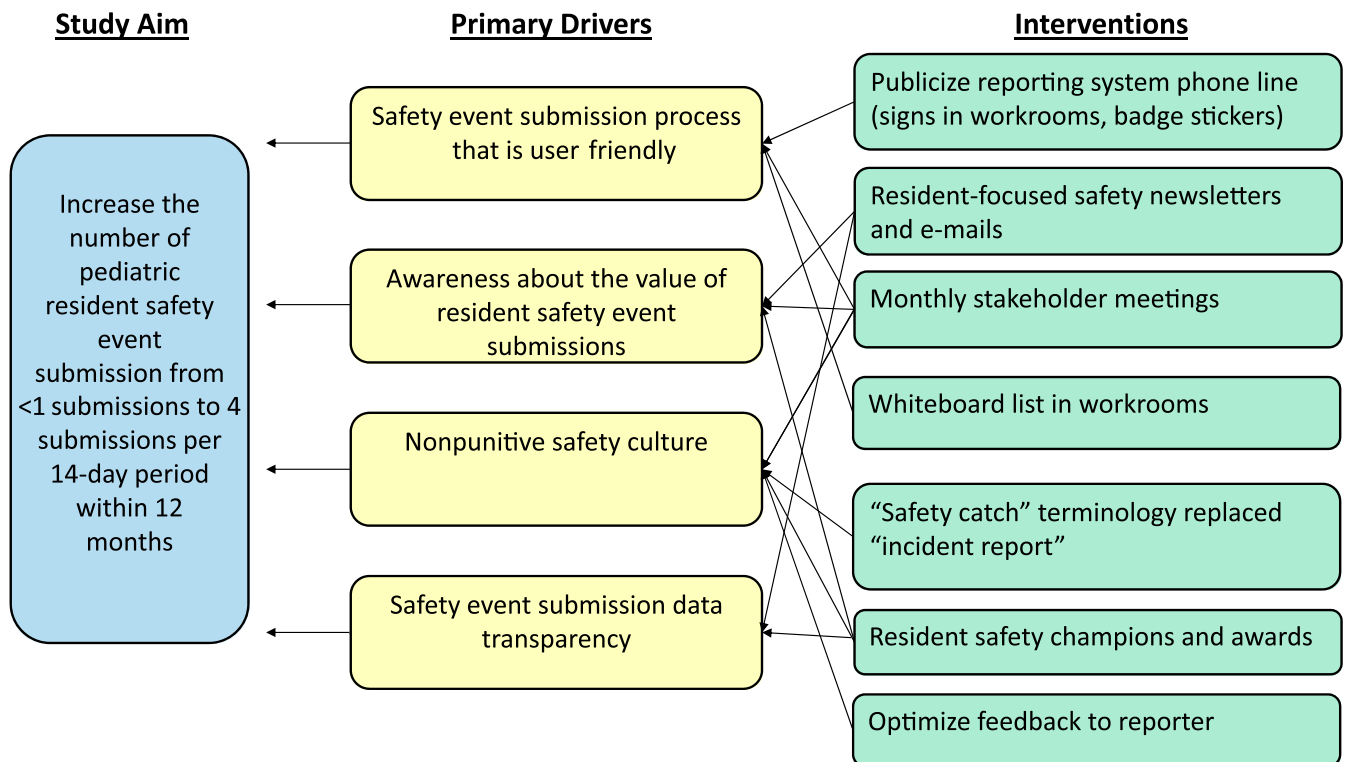 Study Aim
Primary Drivers
Interventions
Increase the
number of
pediatric
resident safety
event
submission from
<1 submissions to 4
submissions per
14-day period
within 12
months
Safety event submission process
that is user friendly
Awareness about the value of
resident safety event
submissions
Nonpunitive safety culture
Safety event submission data
transparency
Publicize reporting system phone line
(signs in workrooms, badge stickers)
Resident-focused safety newsletters
and e-mails
Monthly stakeholder meetings
Whiteboard list in workrooms
“Safety catch” terminology replaced
“incident report”
Resident safety champions and awards
Optimize feedback to reporter